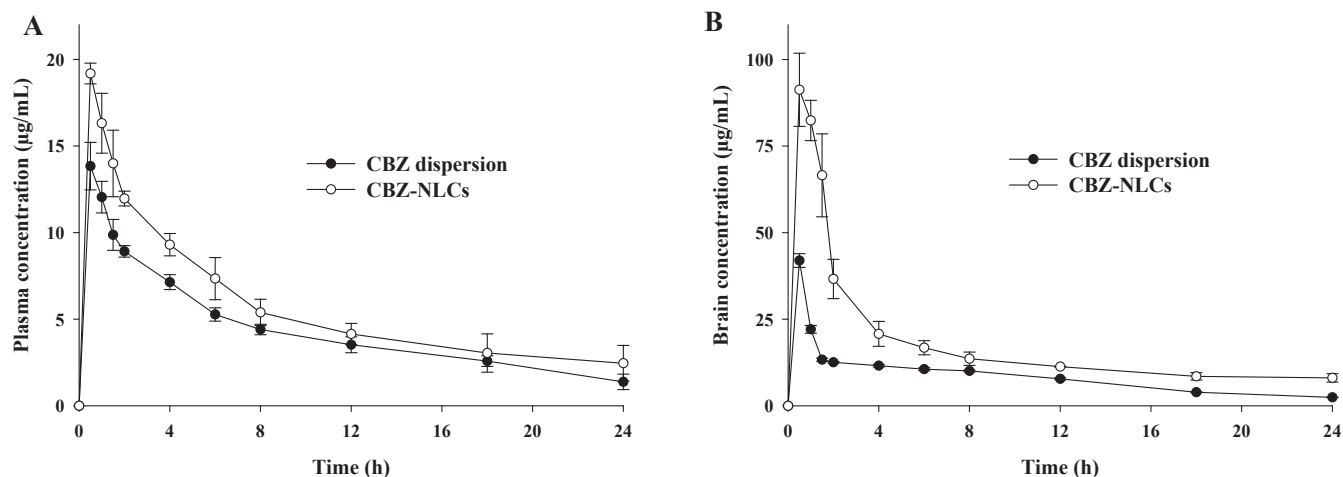 A
Plasma concentration (µg/mL)
20
15
10
5
0
CBZ dispersion
CBZ-NLCs
0 4 8 12 16 20 24
Time (h)
B
Brain concentration (µg/mL)
100
75
50
25
0
CBZ dispersion
CBZ-NLCs
0 4 8 12 16 20 24
Time (h)